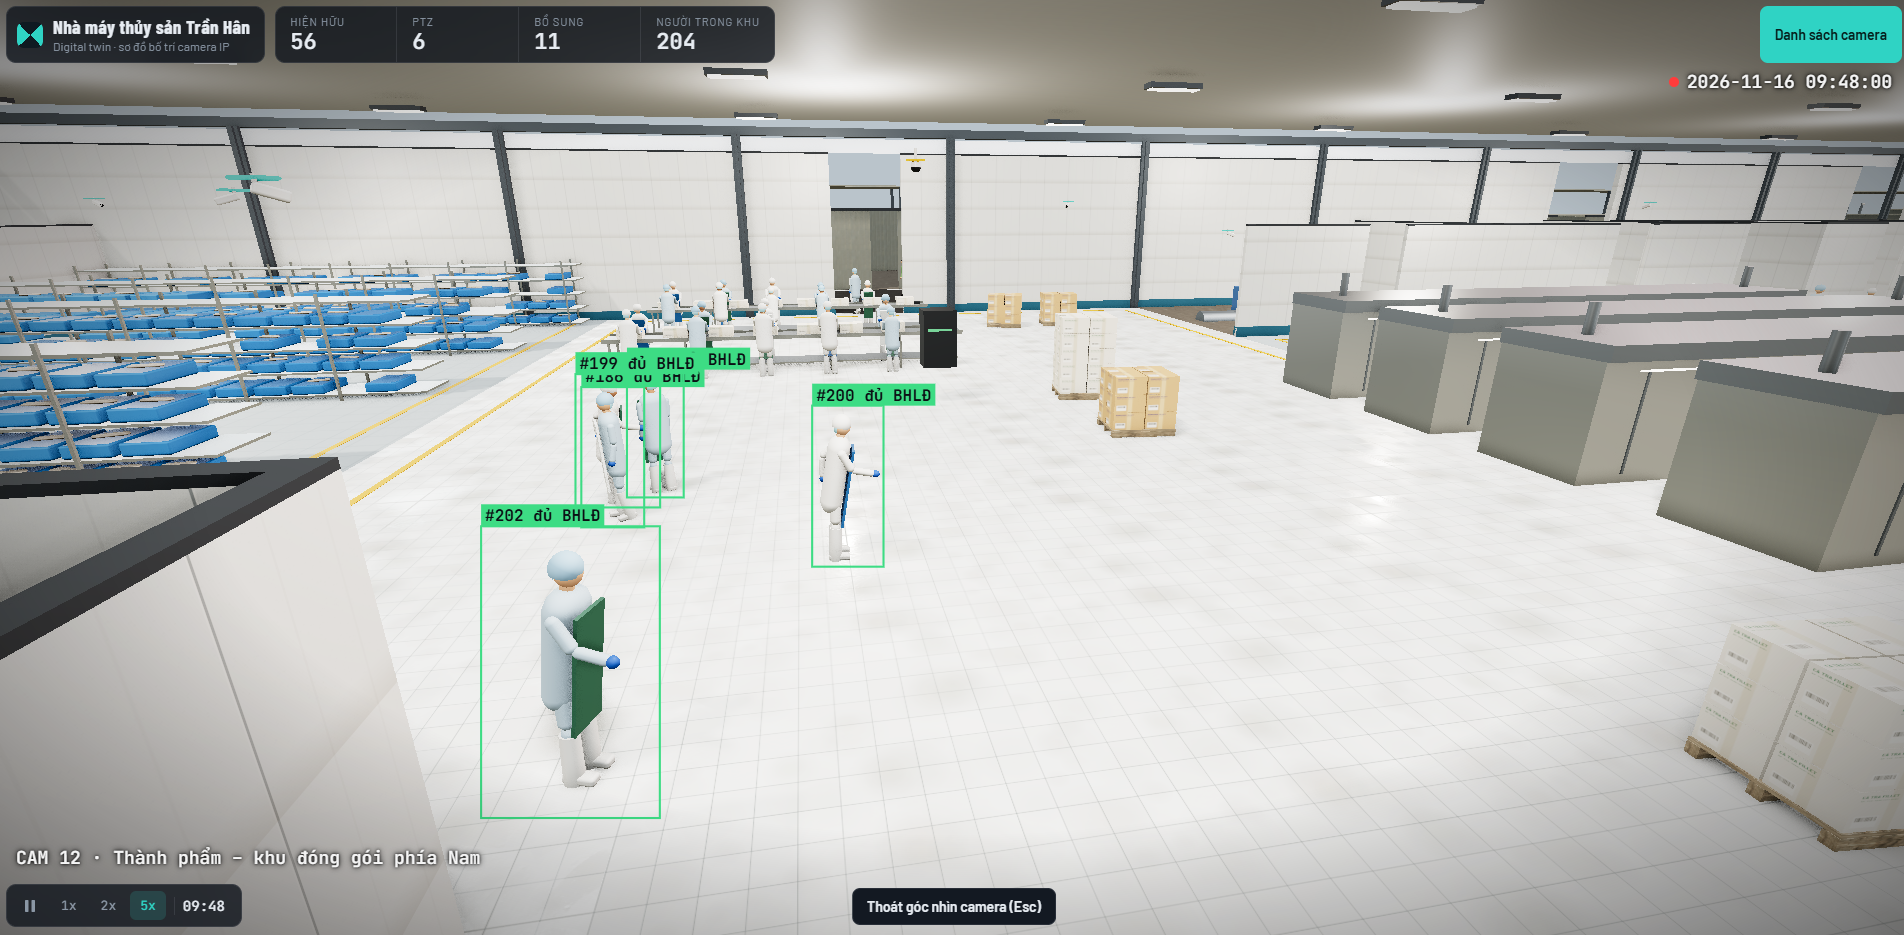 Nhà máy thủy sản Trần Hân
Digital twin · sơ đồ bố trí camera IP
HIỆN HỮU
56
PTZ
6
BỔ SUNG
11
NGƯỜI TRONG KHU
204
Danh sách camera
2026-11-16 09:48:00
#199 đủ BHLĐ
BHLĐ
#186 đủ BHLĐ
#200 đủ BHLĐ
#202 đủ BHLĐ
CAM 12 · Thành phẩm – khu đóng gói phía Nam
1x
2x
5x
09:48
Thoát góc nhìn camera (Esc)